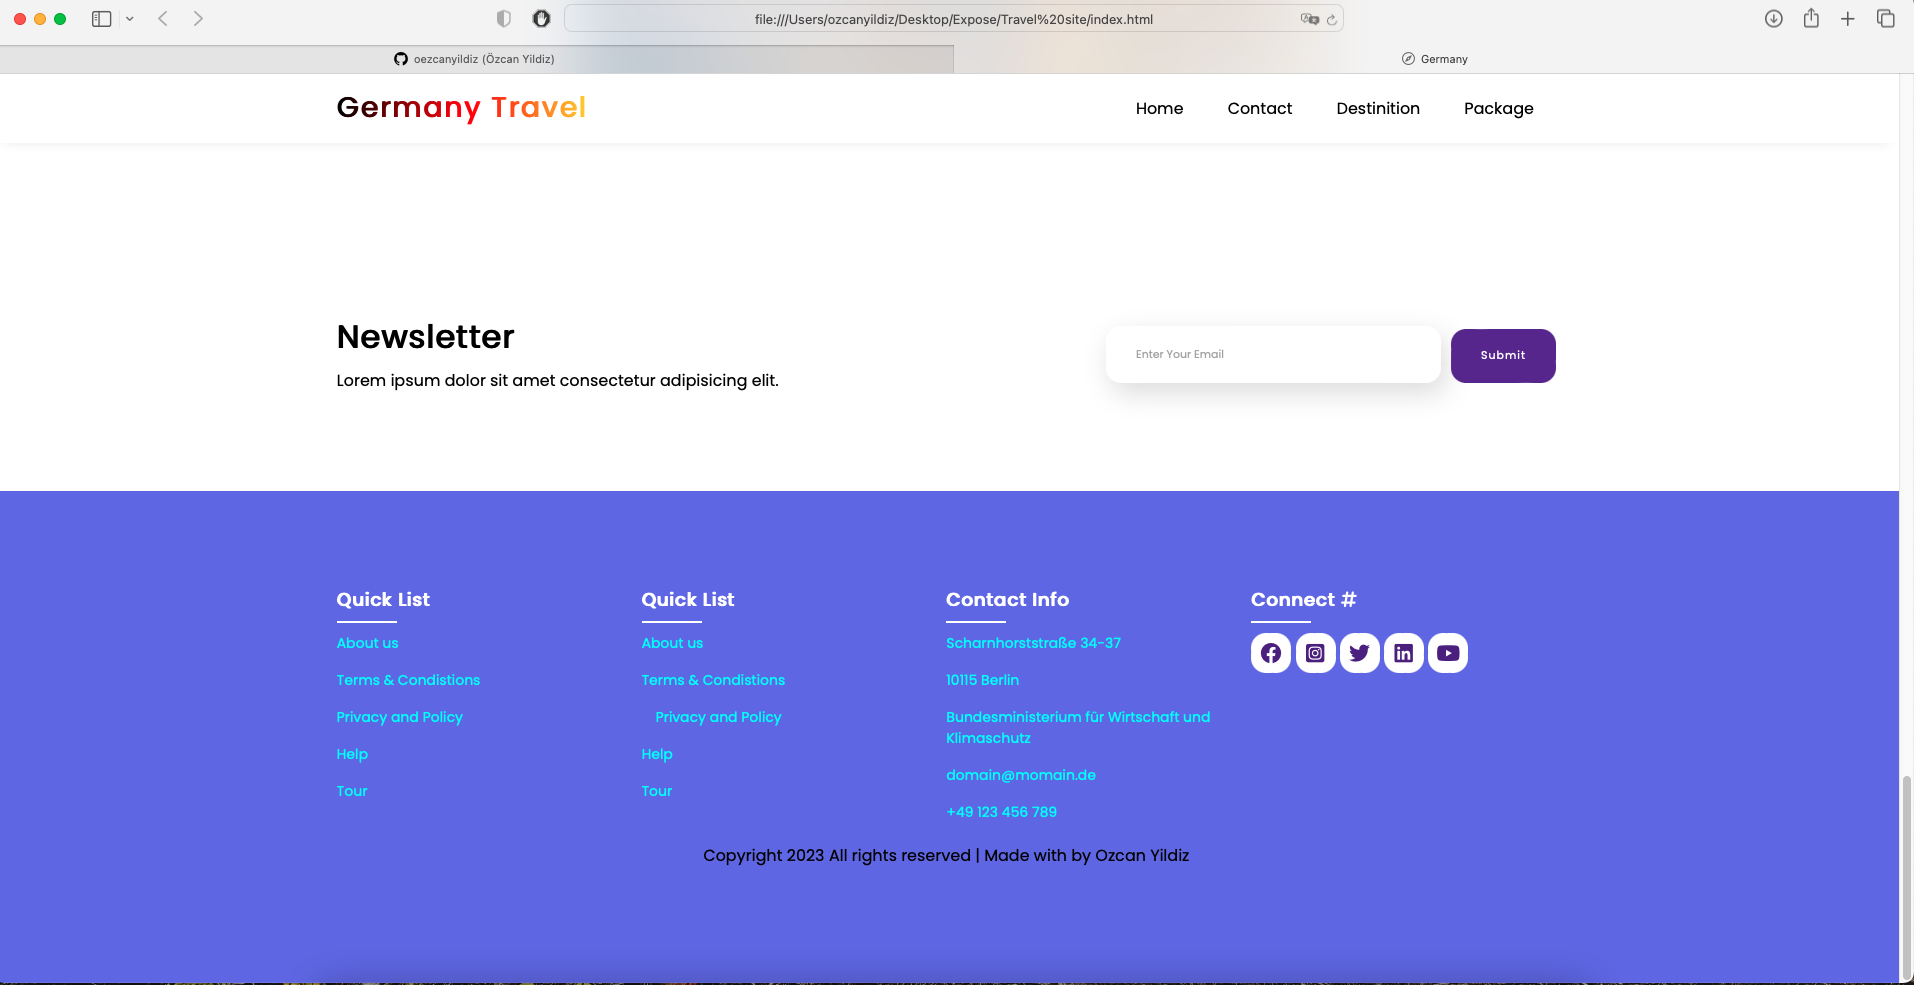 file:///Users/ozcanyildiz/Desktop/Expose/Travel%20site/index.html
oezcanyildiz (Özcan Yildiz)
Germany
Germany Travel
Home
Contact
Destinition
Package
Newsletter
Lorem ipsum dolor sit amet consectetur adipisicing elit.
Enter Your Email
Submit
Quick List
About us
Terms & Condistions
Privacy and Policy
Help
Tour
Quick List
About us
Terms & Condistions
Privacy and Policy
Help
Tour
Contact Info
Scharnhorststraße 34-37
10115 Berlin
Bundesministerium für Wirtschaft und
Klimaschutz
domain@momain.de
+49 123 456 789
Connect #
Copyright 2023 All rights reserved | Made with by Ozcan Yildiz